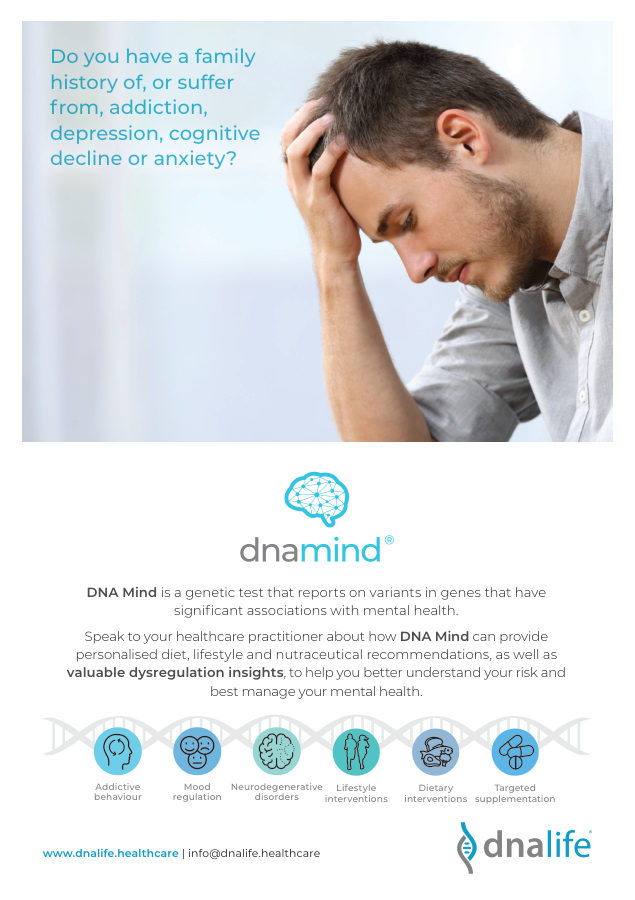 Do you have a family
history of, or suffer
from, addiction,
depression, cognitive
decline or anxiety?
dnamind®
DNA Mind is a genetic test that reports on variants in genes that have
significant associations with mental health.
Speak to your healthcare practitioner about how DNA Mind can provide
personalised diet, lifestyle and nutraceutical recommendations, as well as
valuable dysregulation insights, to help you better understand your risk and
best manage your mental health.
Addictive
behaviour
Mood
regulation
Neurodegenerative
disorders
Lifestyle
interventions
Dietary
interventions
Targeted
supplementation
www.dnalife.healthcare | info@dnalife.healthcare
dnalife®